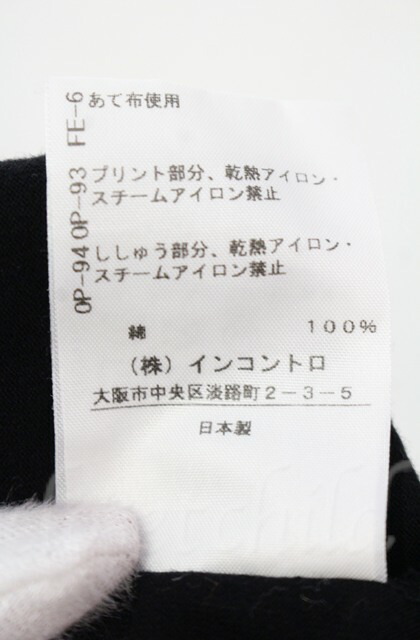 FE-6
あて布使用
OP-93
プリント部分、乾熱アイロン・
スチームアイロン禁止
OP-94
ししゅう部分、乾熱アイロン・
スチームアイロン禁止
綿 100%
(株)インコントロ
大阪市中央区淡路町2-3-5
日本製